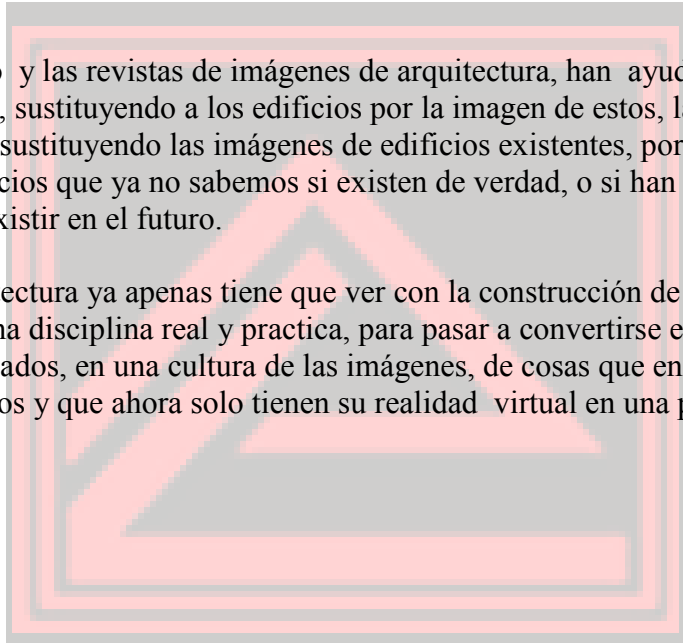 y las revistas de imágenes de arquitectura, han ayud
, sustituyendo a los edificios por la imagen de estos, l
sustituyendo las imágenes de edificios existentes, por
cios que ya no sabemos si existen de verdad, o si han
xistir en el futuro.
ectura ya apenas tiene que ver con la construcción de
na disciplina real y practica, para pasar a convertirse e
ados, en una cultura de las imágenes, de cosas que en
os y que ahora solo tienen su realidad virtual en una p